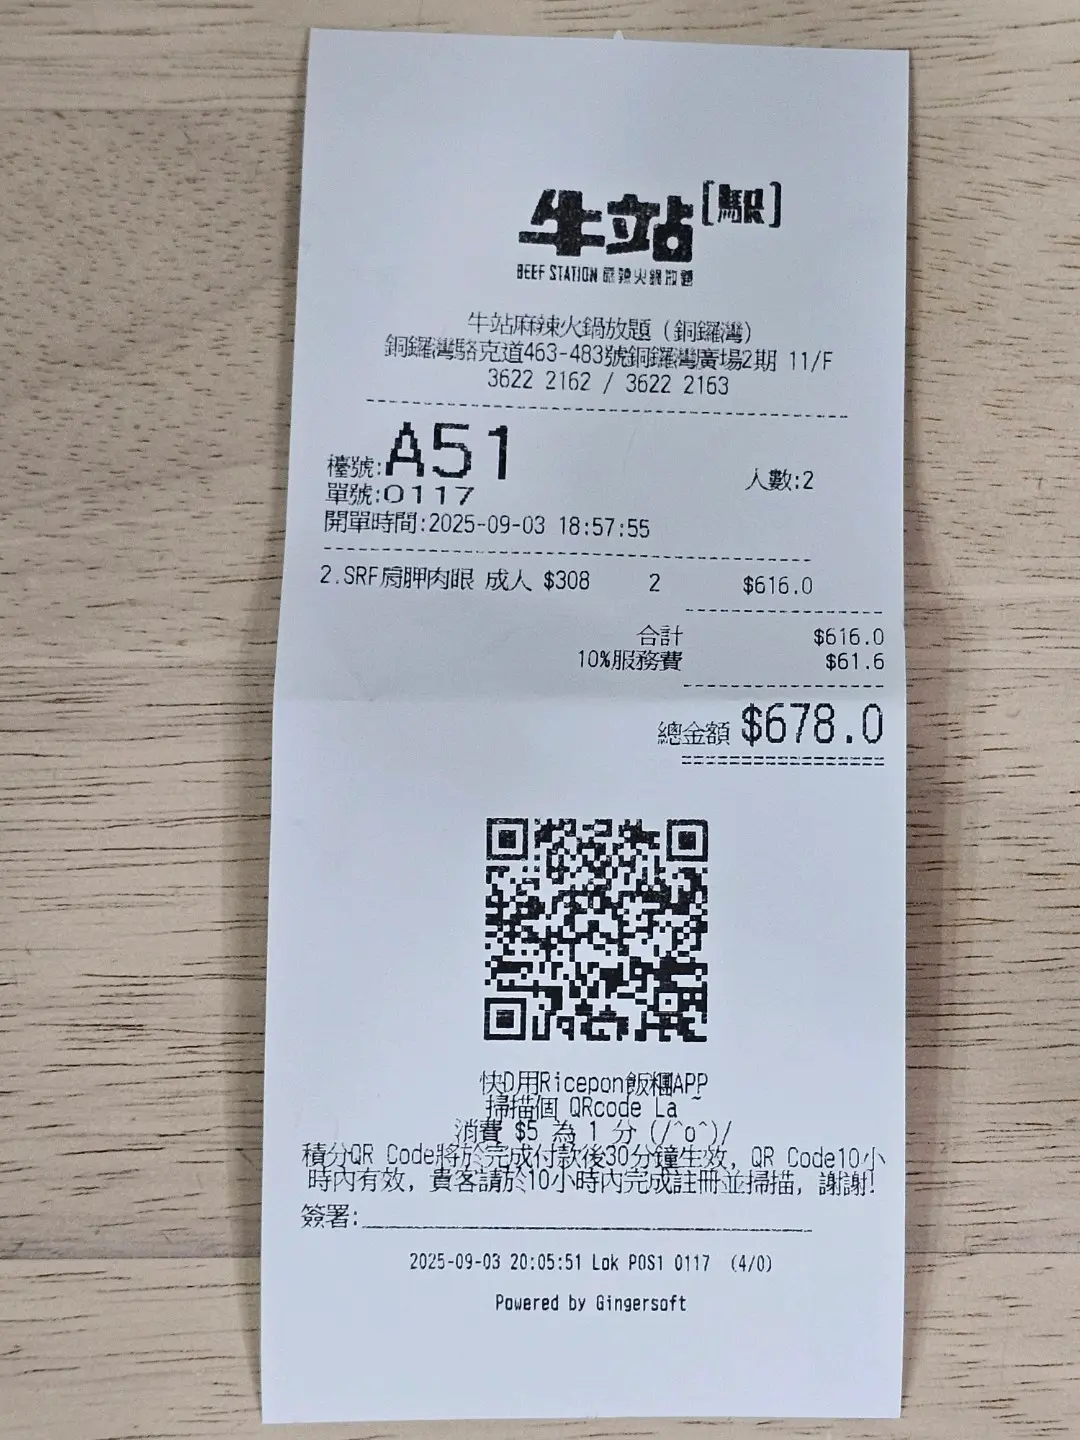 牛站[駅]
BEEF STATION 麻辣火鍋放題
牛站麻辣火鍋放題 (銅鑼灣)
銅鑼灣駱克道463-483號銅鑼灣廣場2期 11/F
3622 2162 / 3622 2163
檯號:A51 人數:2
單號:0117
開單時間:2025-09-03 18:57:55
2.SRF肩胛肉眼 成人 $308 2 $616.0
合計 $616.0
10%服務費 $61.6
總金額 $678.0
快D用Ricepon飯糰APP
掃描個 QRcode La ~
消費 $5 為 1 分 (/^o^)/
積分QR Code將於完成付款後30分鐘生效, QR Code10小
時內有效, 貴客請於10小時內完成註冊並掃描, 謝謝!
簽署:
2025-09-03 20:05:51 Lok POS1 0117 (4/0)
Powered by Gingersoft